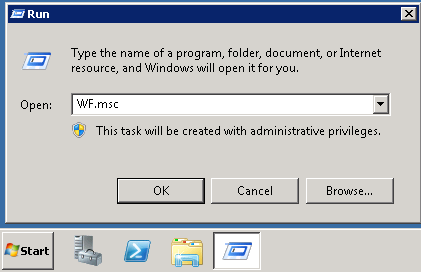 Run
Type the name of a program, folder, document, or Internet
resource, and Windows will open it for you.
Open: WF.msc
This task will be created with administrative privileges.
OK Cancel Browse...
Start